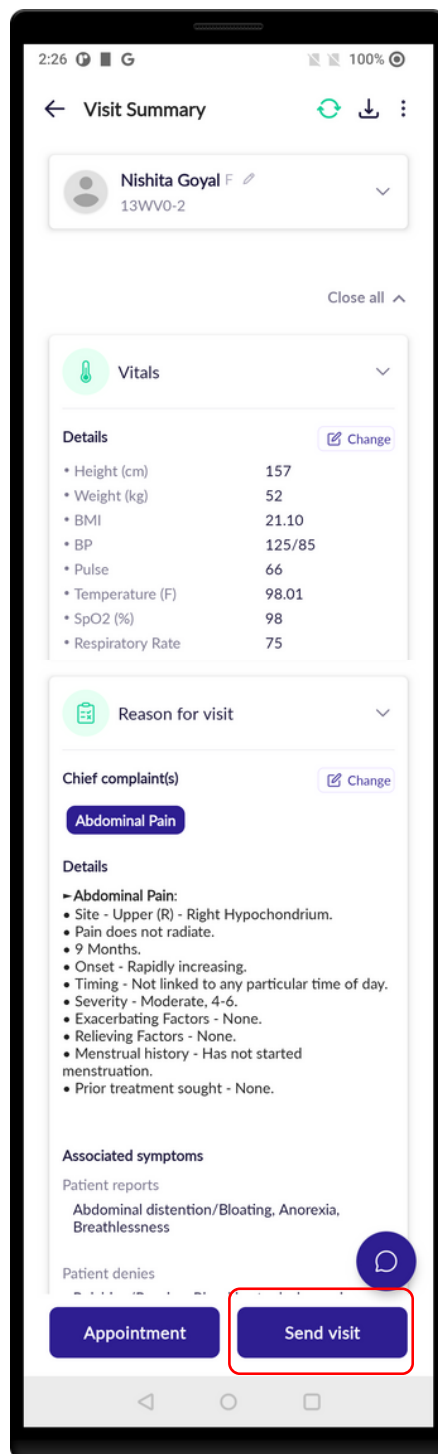 2:26 G 100%
Visit Summary
Nishita Goyal F
13WV0-2
Close all
Vitals
Details Change
• Height (cm) 157
• Weight (kg) 52
• BMI 21.10
• BP 125/85
• Pulse 66
• Temperature (F) 98.01
• SpO2 (%) 98
• Respiratory Rate 75
Reason for visit
Chief complaint(s) Change
Abdominal Pain
Details
►Abdominal Pain:
• Site - Upper (R) - Right Hypochondrium.
• Pain does not radiate.
• 9 Months.
• Onset - Rapidly increasing.
• Timing - Not linked to any particular time of day.
• Severity - Moderate, 4-6.
• Exacerbating Factors - None.
• Relieving Factors - None.
• Menstrual history - Has not started
menstruation.
• Prior treatment sought - None.
Associated symptoms
Patient reports
Abdominal distention/Bloating, Anorexia,
Breathlessness
Patient denies
Appointment Send visit